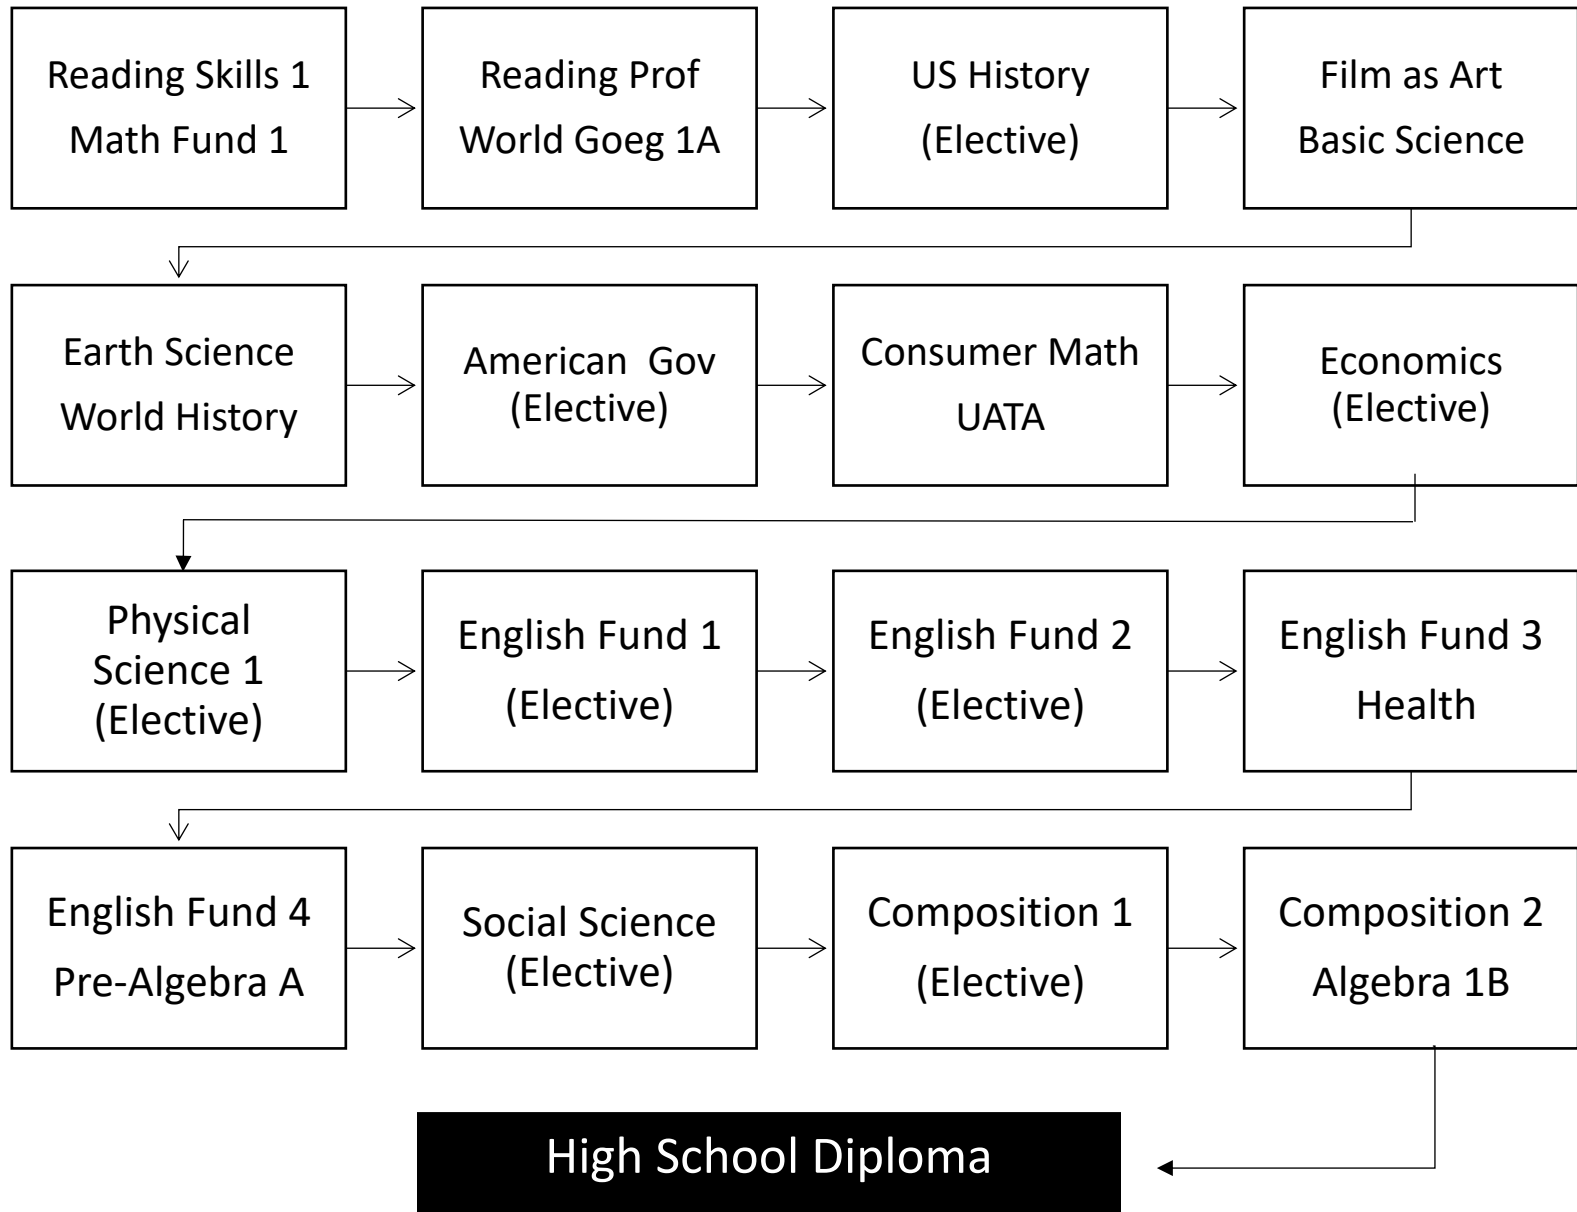 Reading Skills 1
Math Fund 1
Reading Prof
World Goeg 1A
US History
(Elective)
Film as Art
Basic Science
Earth Science
World History
American  Gov
(Elective)
Consumer Math
UATA
Economics
(Elective)
Physical
Science 1
(Elective)
English Fund 1
(Elective)
English Fund 2
(Elective)
English Fund 3
Health
English Fund 4
Pre-Algebra A
Social Science
(Elective)
Composition 1
(Elective)
Composition 2
Algebra 1B
High School Diploma